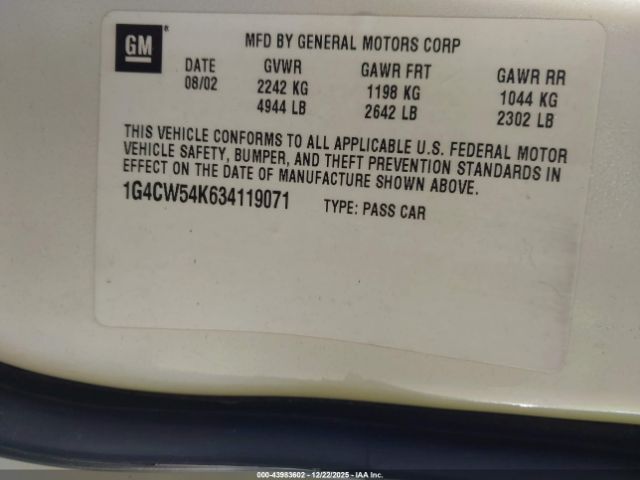 GM
MFD BY GENERAL MOTORS CORP
DATE GVWR GAWR FRT GAWR RR
08/02 2242 KG 1198 KG 1044 KG
4944 LB 2642 LB 2302 LB
THIS VEHICLE CONFORMS TO ALL APPLICABLE U.S. FEDERAL MOTOR
VEHICLE SAFETY, BUMPER, AND THEFT PREVENTION STANDARDS IN
EFFECT ON THE DATE OF MANUFACTURE SHOWN ABOVE.
1G4CW54K634119071 TYPE: PASS CAR
000-43983602 - 12/22/2025 - IAA Inc.